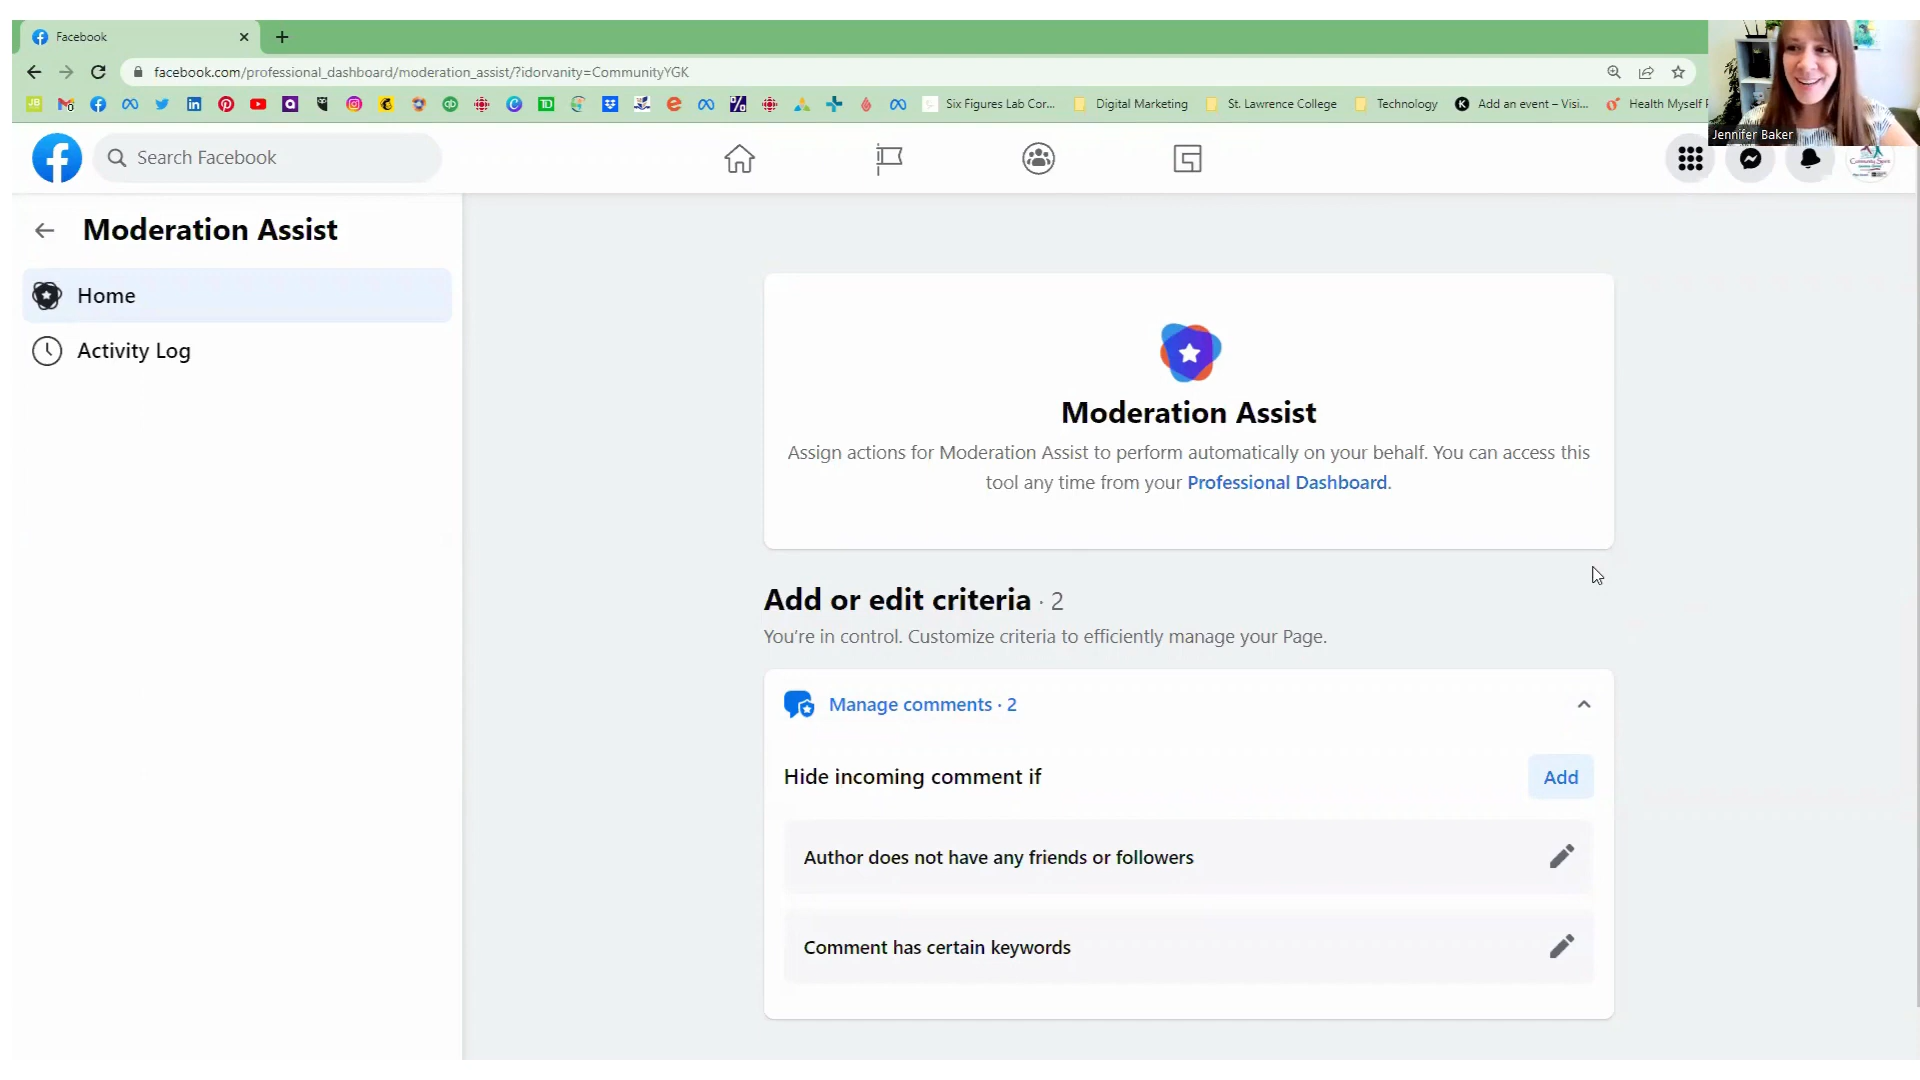 Facebook
facebook.com/professional_dashboard/moderation_assist/?idorvanity=CommunityYGK
JB
TD
Six Figures Lab Cor...
Digital Marketing
St. Lawrence College
Technology
K
Add an event – Visi...
Health Myself
Jennifer Baker
Search Facebook
Moderation Assist
Home
Activity Log
Moderation Assist
Assign actions for Moderation Assist to perform automatically on your behalf. You can access this
tool any time from your Professional Dashboard.
Add or edit criteria · 2
You're in control. Customize criteria to efficiently manage your Page.
Manage comments · 2
Hide incoming comment if
Add
Author does not have any friends or followers
Comment has certain keywords